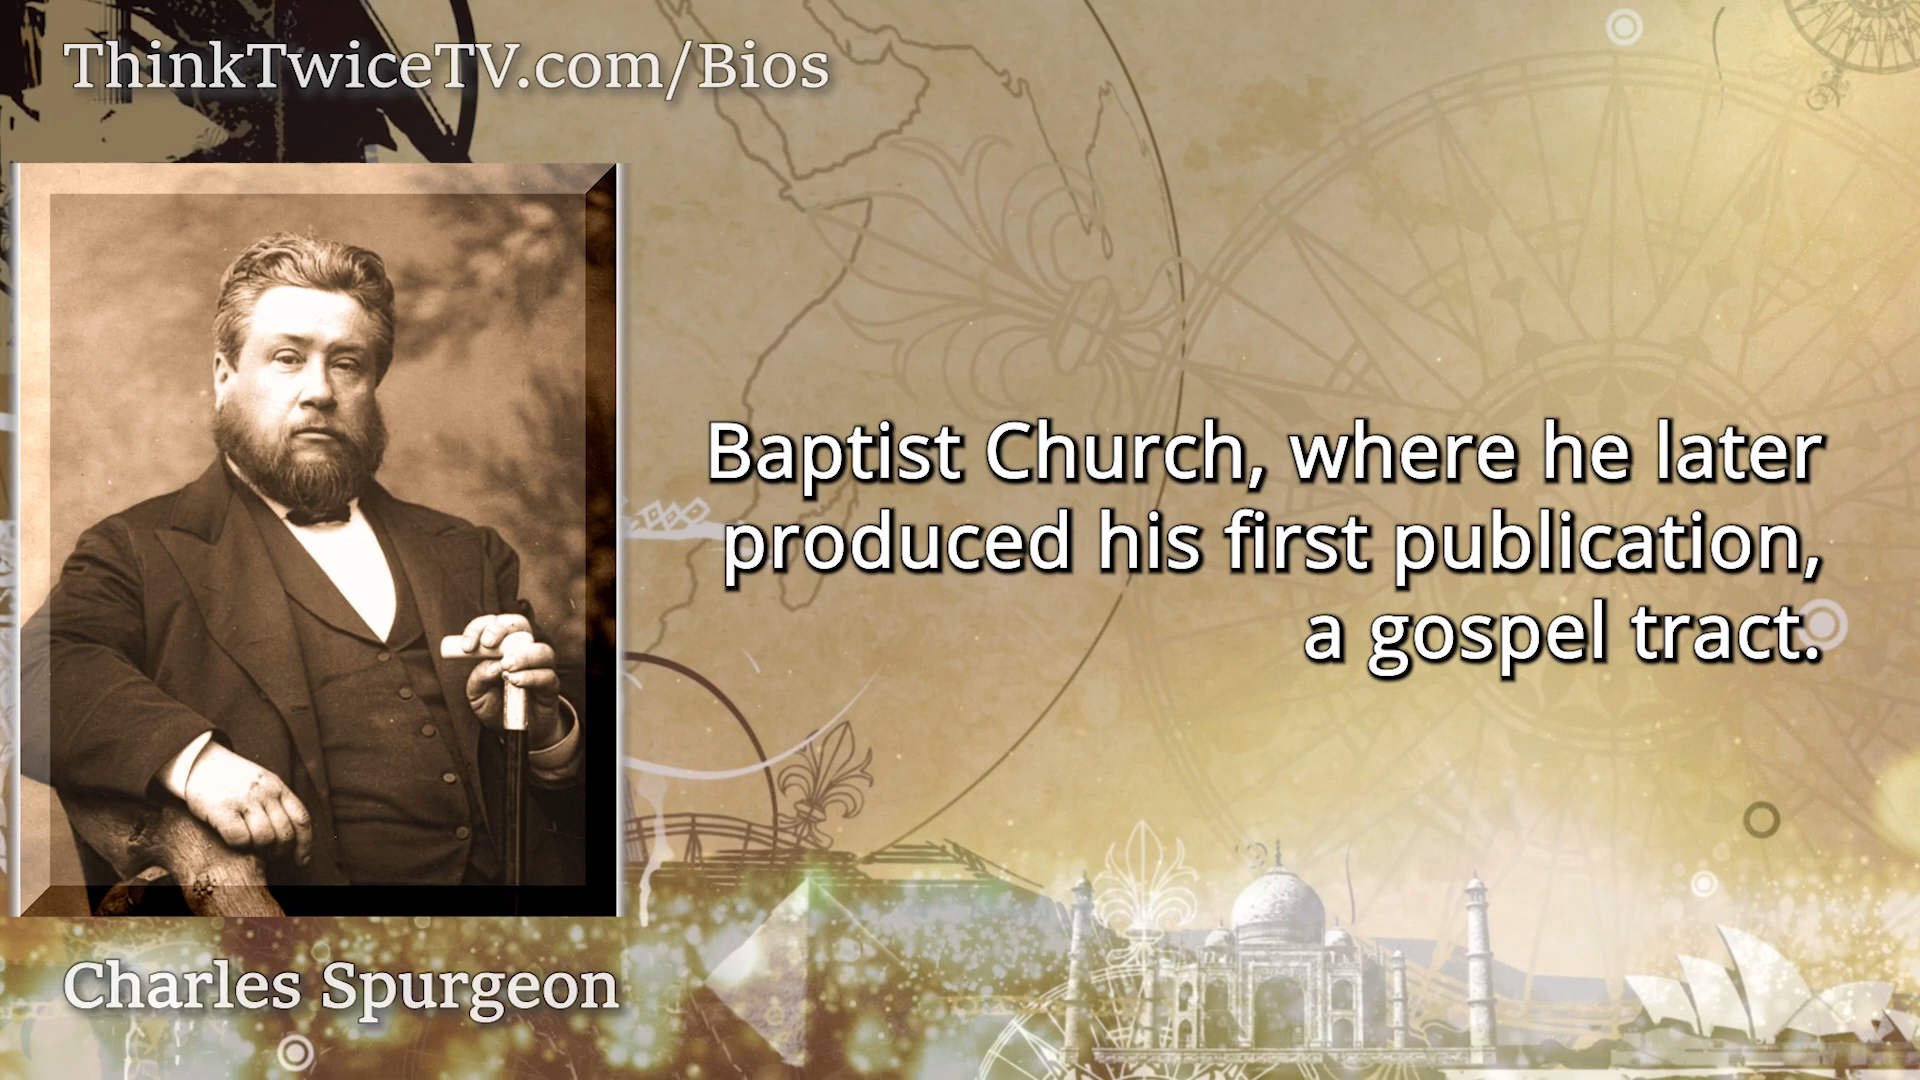 ThinkTwiceTV.com/Bios
Baptist Church, where he later
produced his first publication,
a gospel tract.
Charles Spurgeon